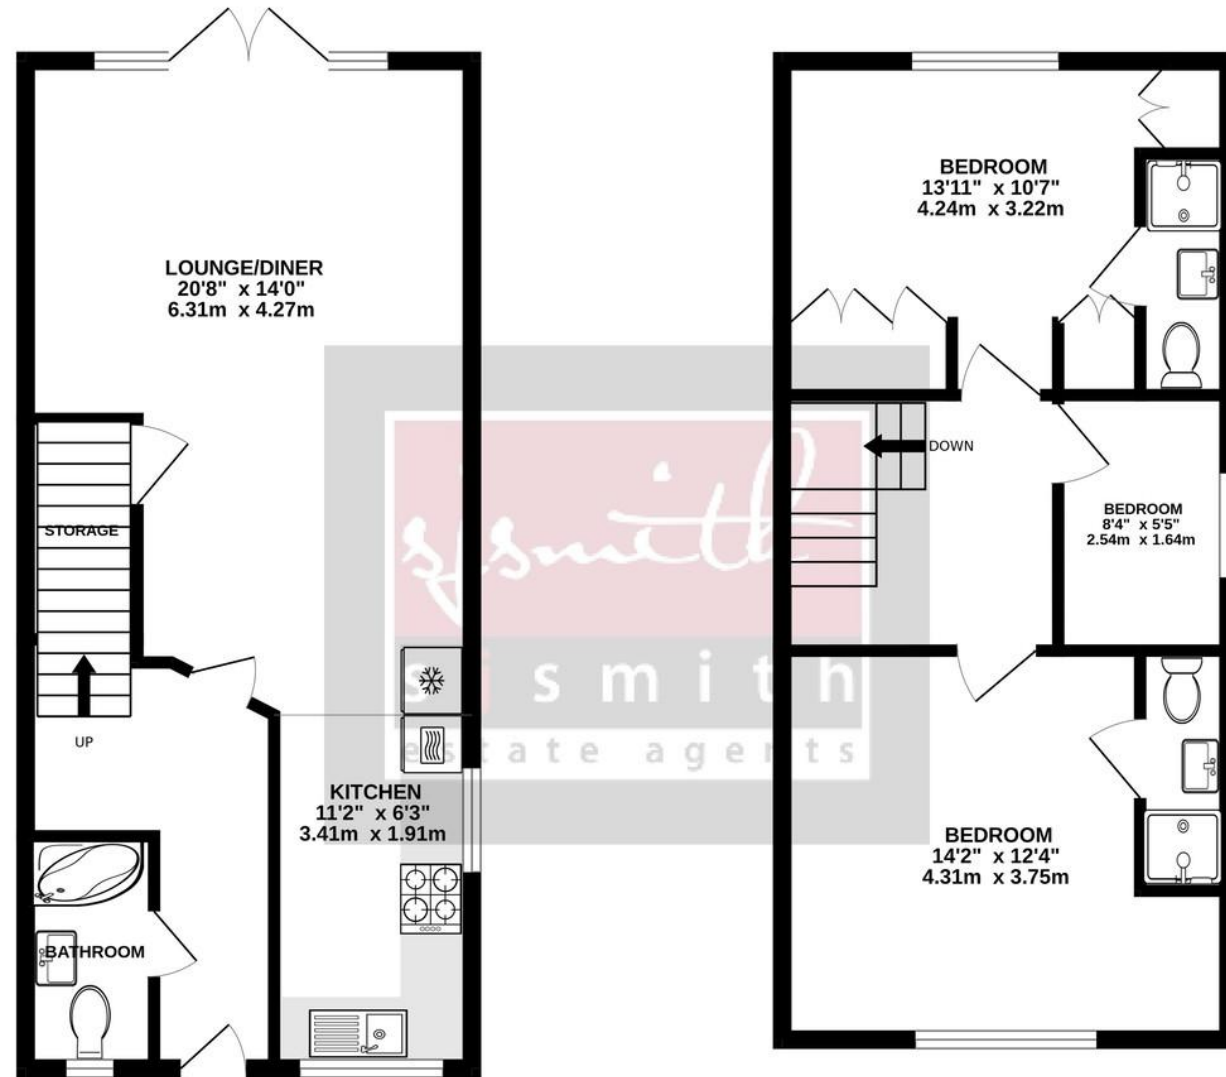 LOUNGE/DINER
20'8" x 14'0"
6.31m x 4.27m
STORAGE
UP
KITCHEN
11'2" x 6'3"
3.41m x 1.91m
BATHROOM
BEDROOM
13'11" x 10'7"
4.24m x 3.22m
DOWN
BEDROOM
8'4" x 5'5"
2.54m x 1.64m
BEDROOM
14'2" x 12'4"
4.31m x 3.75m
sjsmith
sjsmith
estate agents